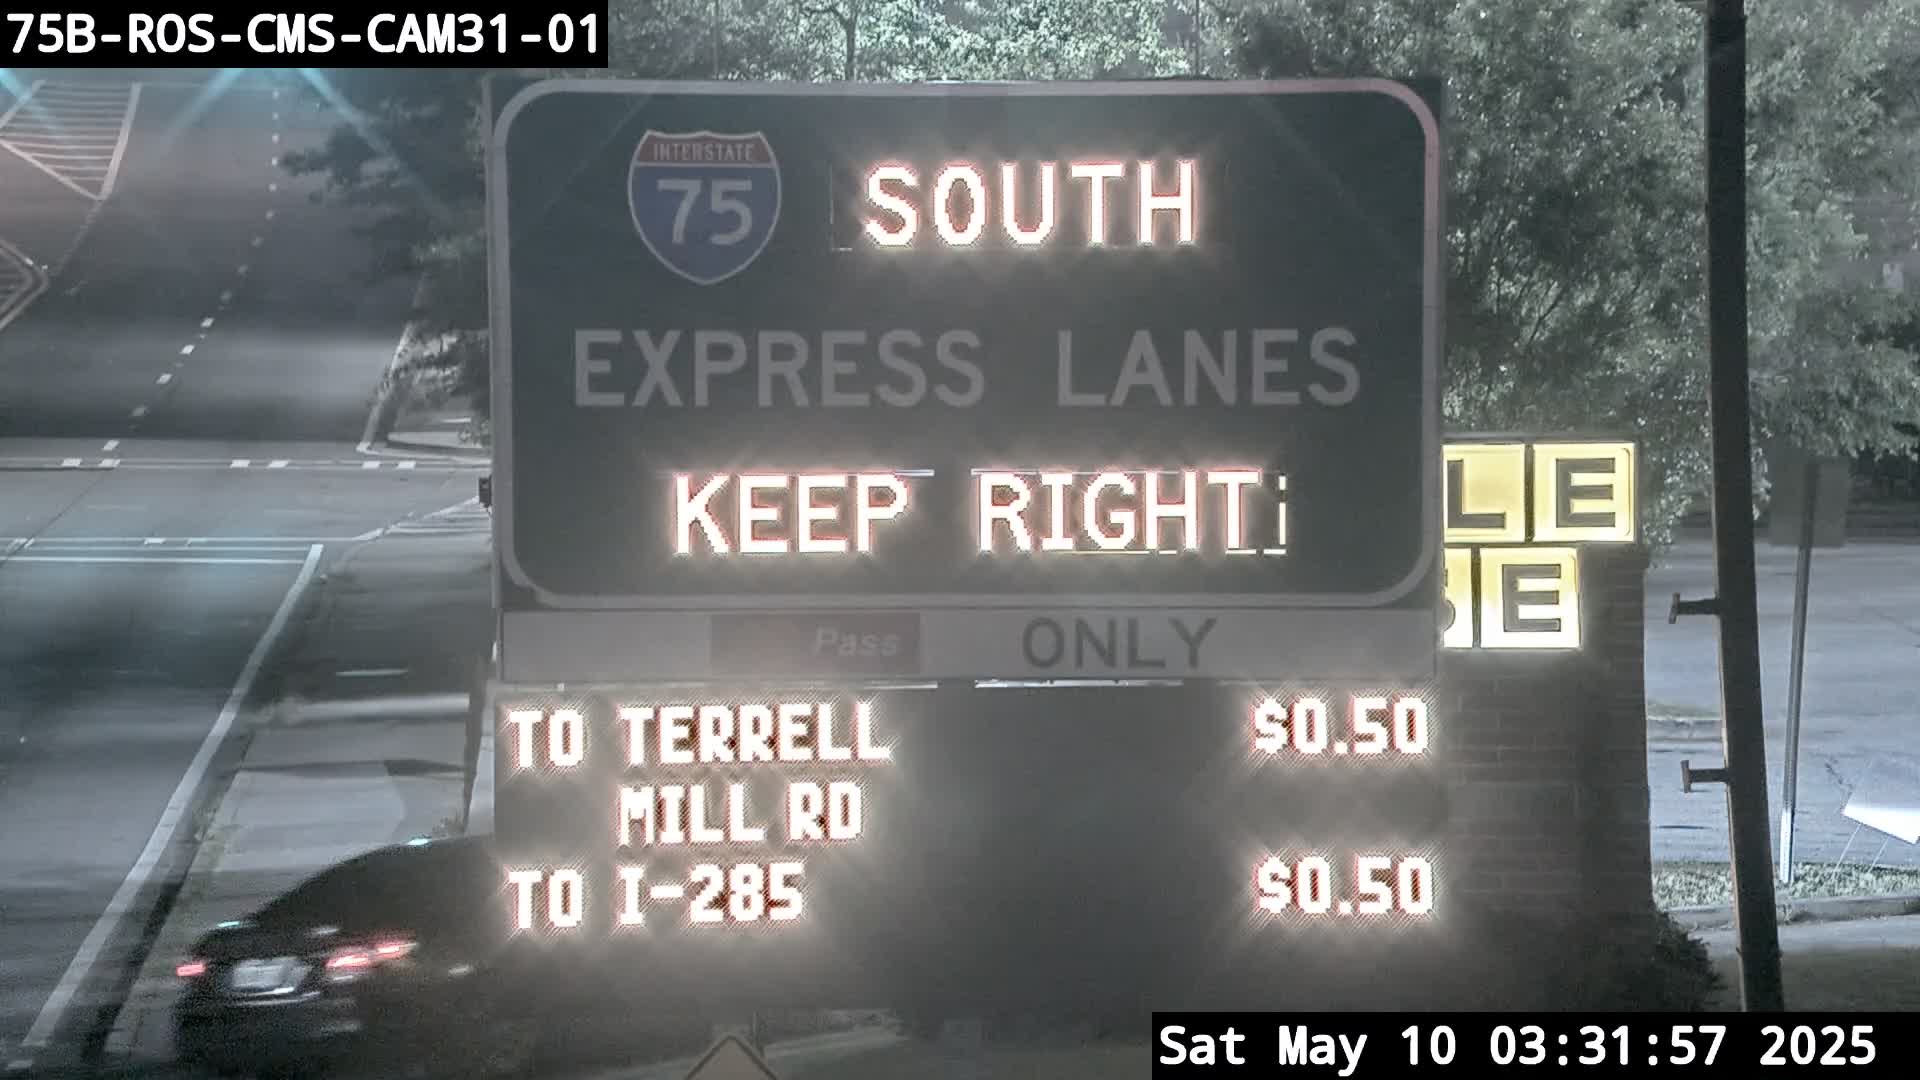 75B-ROS-CMS-CAM31-01
INTERSTATE
75
SOUTH
EXPRESS LANES
KEEP RIGHT
Pass ONLY
TO TERRELL $0.50
MILL RD
TO I-285 $0.50
LE
E
Sat May 10 03:31:57 2025